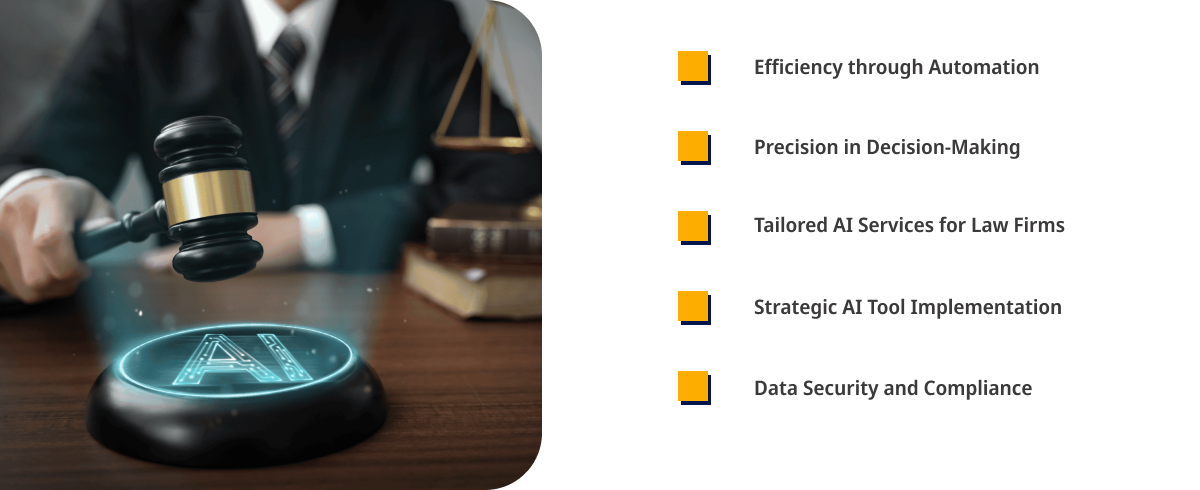 AI
Efficiency through Automation
Precision in Decision-Making
Tailored AI Services for Law Firms
Strategic AI Tool Implementation
Data Security and Compliance